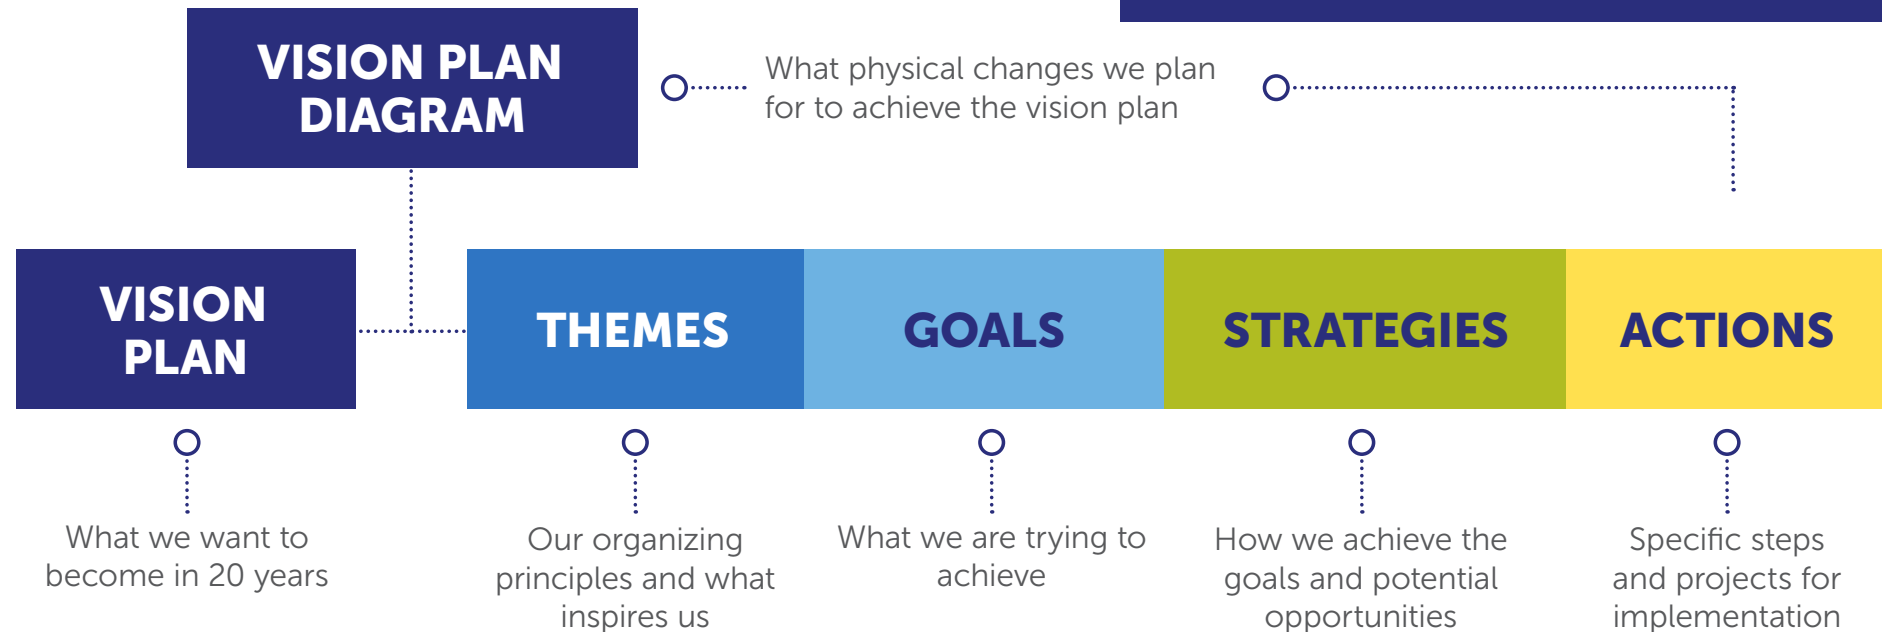 VISION PLAN
DIAGRAM
What physical changes we plan
for to achieve the vision plan
VISION
PLAN
THEMES
GOALS
STRATEGIES
ACTIONS
What we want to
become in 20 years
Our organizing
principles and what
inspires us
What we are trying to
achieve
How we achieve the
goals and potential
opportunities
Specific steps
and projects for
implementation